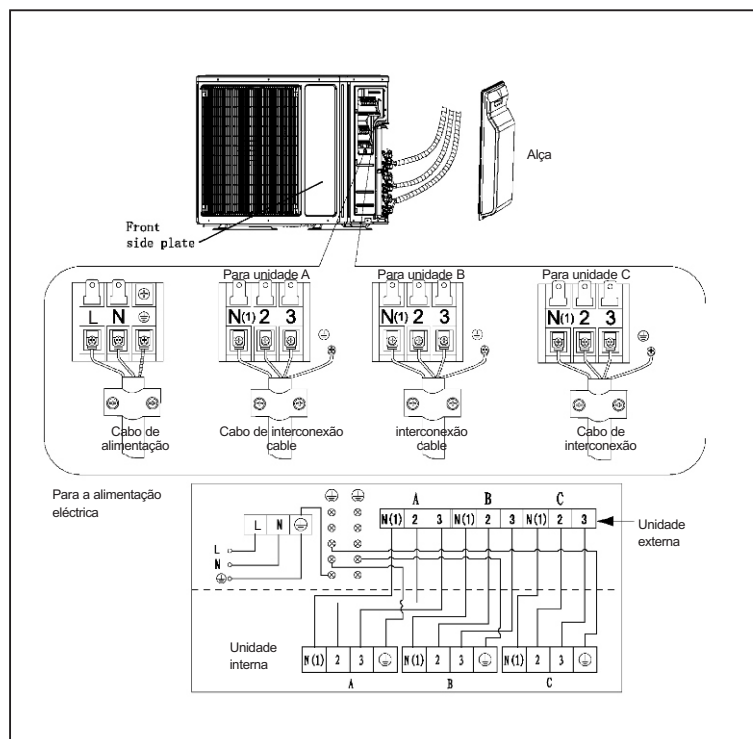 Alça
Front
side plate
Para unidade A
Para unidade B
Para unidade C
L N
N(1) 2 3
N(1) 2 3
N(1) 2 3
Cabo de
alimentação
Cabo de interconexão
cable
interconexão
cable
Cabo de
interconexão
Para a alimentação
eléctrica
A B C
L N
N(1) 2 3 N(1) 2 3 N(1) 2 3
Unidade
externa
L
N
Unidade
interna
N(1) 2 3 N(1) 2 3 N(1) 2 3
A B C